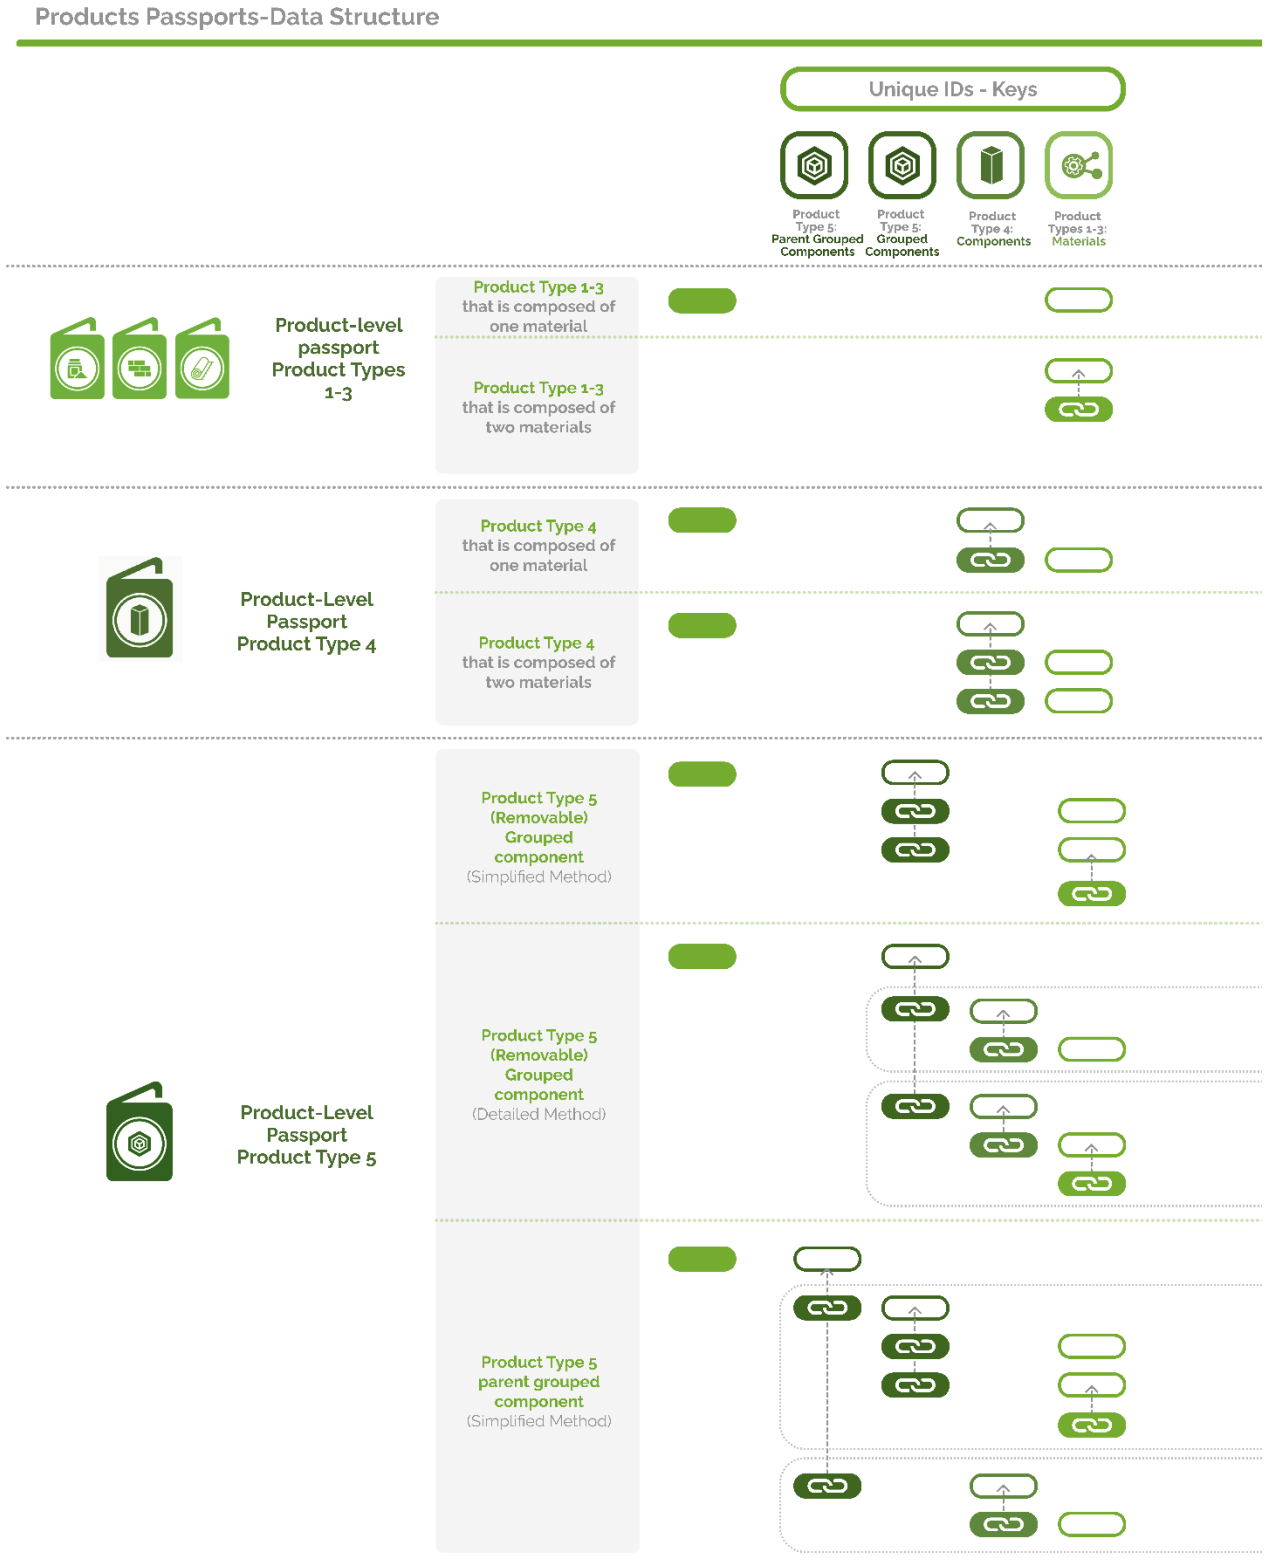 Products Passports-Data Structure
Unique IDs - Keys
Product
Type 5:
Parent Grouped
Components
Product
Type 5:
Grouped
Components
Product
Type 4:
Components
Product
Types 1-3:
Materials
Product-level
passport
Product Types
1-3
Product Type 1-3
that is composed of
one material
Product Type 1-3
that is composed of
two materials
Product-Level
Passport
Product Type 4
Product Type 4
that is composed of
one material
Product Type 4
that is composed of
two materials
Product-Level
Passport
Product Type 5
Product Type 5
(Removable)
Grouped
component
(Simplified Method)
Product Type 5
(Removable)
Grouped
component
(Detailed Method)
Product Type 5
parent grouped
component
(Simplified Method)